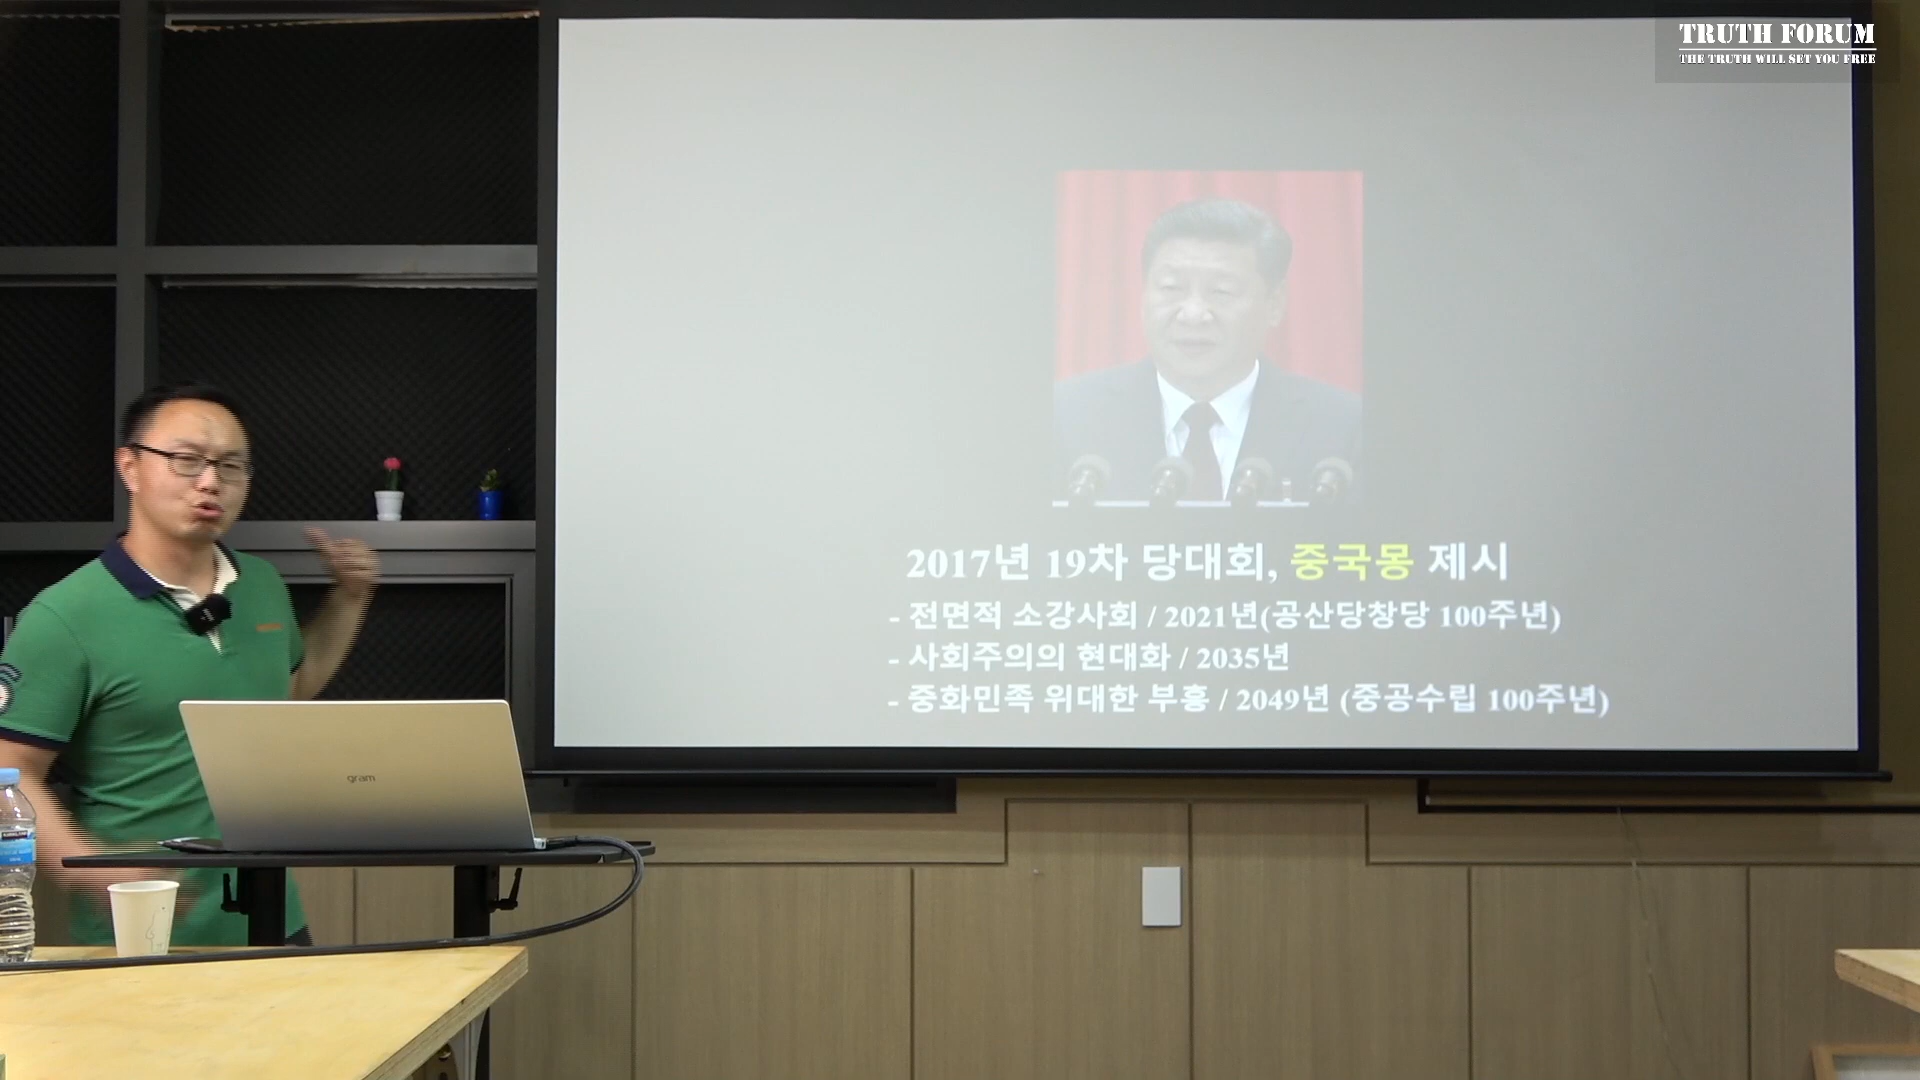 TRUTH FORUM
THE TRUTH WILL SET YOU FREE
2017년 19차 당대회, 중국몽 제시
- 전면적 소강사회 / 2021년(공산당창당 100주년)
- 사회주의의 현대화 / 2035년
- 중화민족 위대한 부흥 / 2049년 (중공수립 100주년)
gram